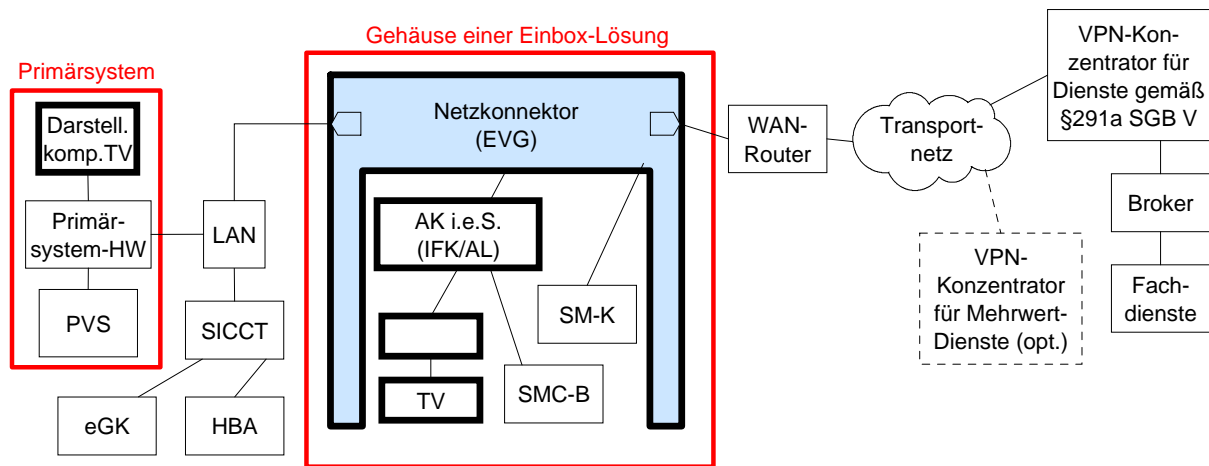 Gehäuse einer Einbox-Lösung
Primärsystem
Darstell.
komp.TV
Primär-
system-HW
PVS
LAN
SICCT
eGK
HBA
Netzkonnektor
(EVG)
AK i.e.S.
(IFK/AL)
TV
SMC-B
SM-K
WAN-
Router
Transport-
netz
VPN-Kon-
zentrator für
Dienste gemäß
§291a SGB V
Broker
Fach-
dienste
VPN-
Konzentrator
für Mehrwert-
Dienste (opt.)